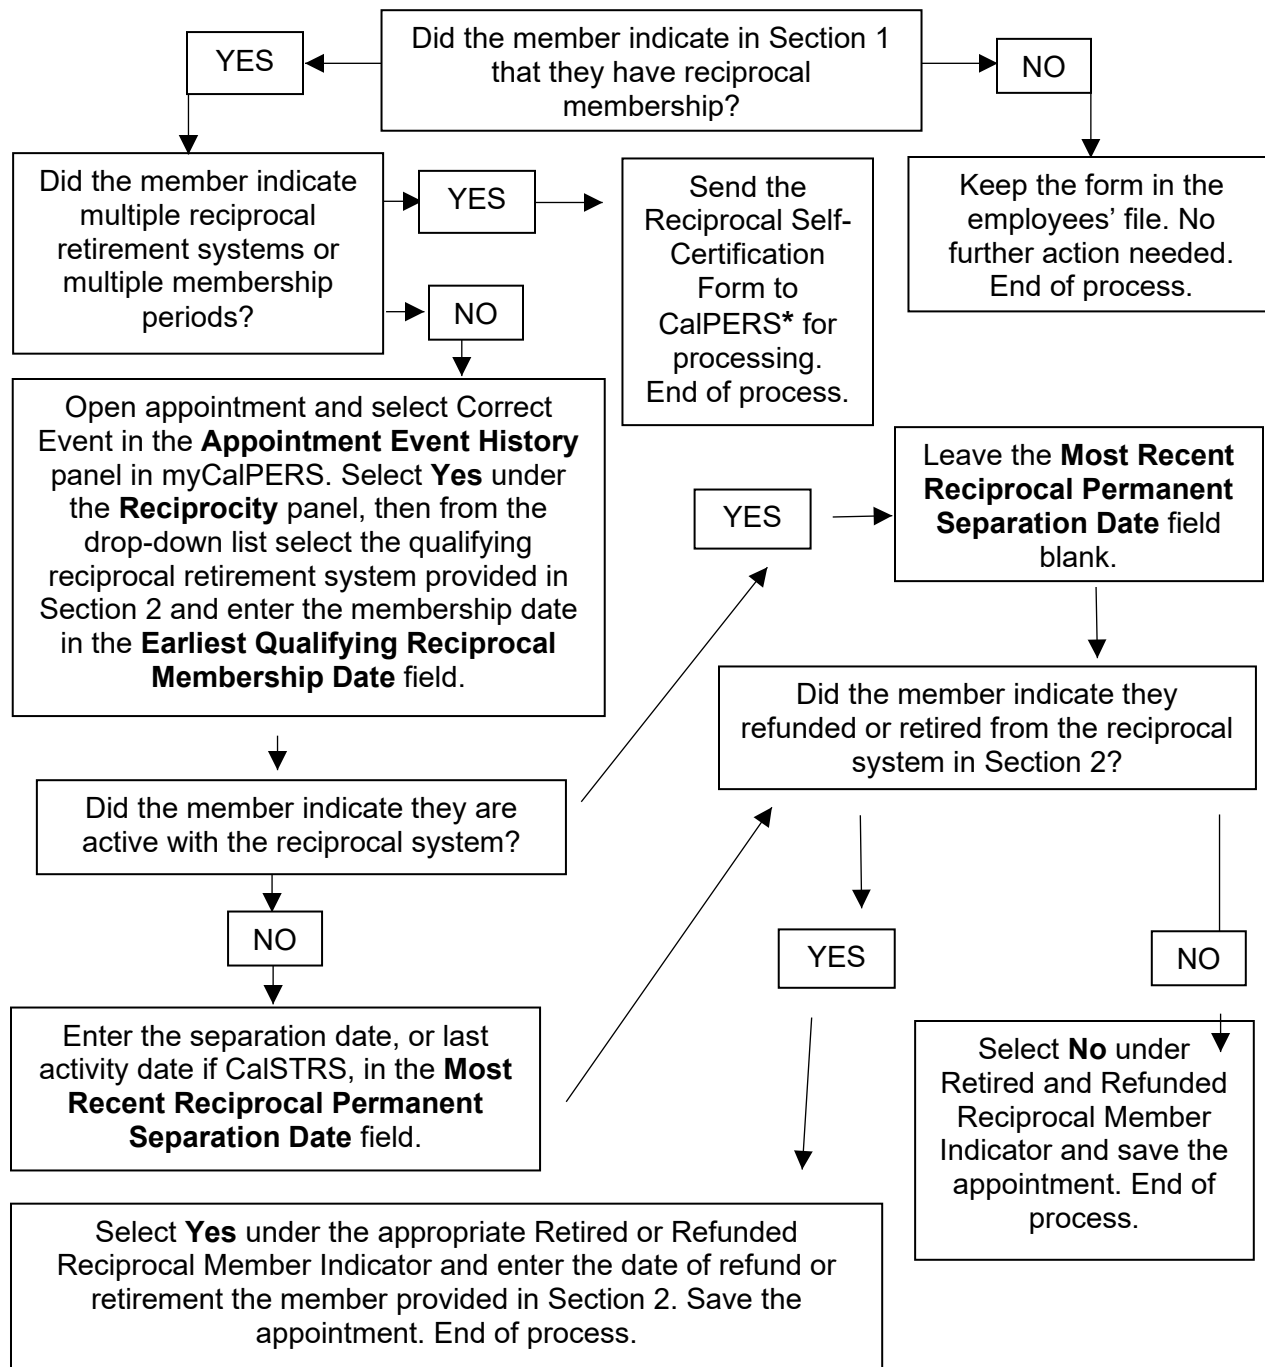 Did the member indicate in Section 1
that they have reciprocal
membership?
YES
NO
Did the member indicate
multiple reciprocal
retirement systems or
multiple membership
periods?
YES
NO
Send the
Reciprocal Self-
Certification
Form to
CalPERS* for
processing.
End of process.
Keep the form in the
employees’ file. No
further action needed.
End of process.
Open appointment and select Correct
Event in the Appointment Event History
panel in myCalPERS. Select Yes under
the Reciprocity panel, then from the
drop-down list select the qualifying
reciprocal retirement system provided in
Section 2 and enter the membership date
in the Earliest Qualifying Reciprocal
Membership Date field.
YES
Leave the Most Recent
Reciprocal Permanent
Separation Date field
blank.
Did the member indicate they
refunded or retired from the reciprocal
system in Section 2?
Did the member indicate they are
active with the reciprocal system?
NO
YES
NO
Enter the separation date, or last
activity date if CalSTRS, in the Most
Recent Reciprocal Permanent
Separation Date field.
Select No under
Retired and Refunded
Reciprocal Member
Indicator and save the
appointment. End of
process.
Select Yes under the appropriate Retired or Refunded
Reciprocal Member Indicator and enter the date of refund or
retirement the member provided in Section 2. Save the
appointment. End of process.